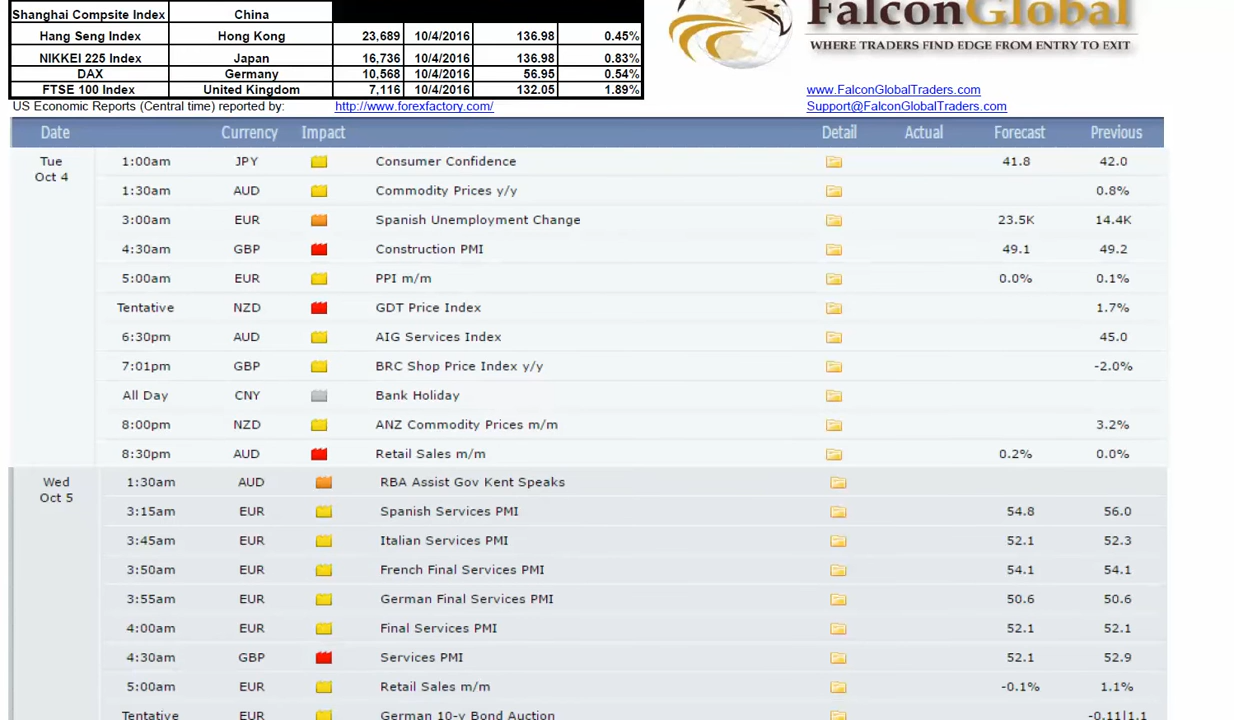 Shanghai Compsite Index China
Hang Seng Index Hong Kong 23,689 10/4/2016 136.98 0.45%
NIKKEI 225 Index Japan 16,736 10/4/2016 136.98 0.83%
DAX Germany 10,568 10/4/2016 56.95 0.54%
FTSE 100 Index United Kingdom 7,116 10/4/2016 132.05 1.89%
FalconGlobal
WHERE TRADERS FIND EDGE FROM ENTRY TO EXIT
www.FalconGlobalTraders.com
US Economic Reports (Central time) reported by: http://www.forexfactory.com/ Support@FalconGlobalTraders.com
Date Currency Impact Detail Actual Forecast Previous
Tue Oct 4 1:00am JPY Consumer Confidence 41.8 42.0
1:30am AUD Commodity Prices y/y 0.8%
3:00am EUR Spanish Unemployment Change 23.5K 14.4K
4:30am GBP Construction PMI 49.1 49.2
5:00am EUR PPI m/m 0.0% 0.1%
Tentative NZD GDT Price Index 1.7%
6:30pm AUD AIG Services Index 45.0
7:01pm GBP BRC Shop Price Index y/y -2.0%
All Day CNY Bank Holiday
8:00pm NZD ANZ Commodity Prices m/m 3.2%
8:30pm AUD Retail Sales m/m 0.2% 0.0%
Wed Oct 5 1:30am AUD RBA Assist Gov Kent Speaks
3:15am EUR Spanish Services PMI 54.8 56.0
3:45am EUR Italian Services PMI 52.1 52.3
3:50am EUR French Final Services PMI 54.1 54.1
3:55am EUR German Final Services PMI 50.6 50.6
4:00am EUR Final Services PMI 52.1 52.1
4:30am GBP Services PMI 52.1 52.9
5:00am EUR Retail Sales m/m -0.1% 1.1%
Tentative EUR German 10-y Bond Auction -0.11|1.1